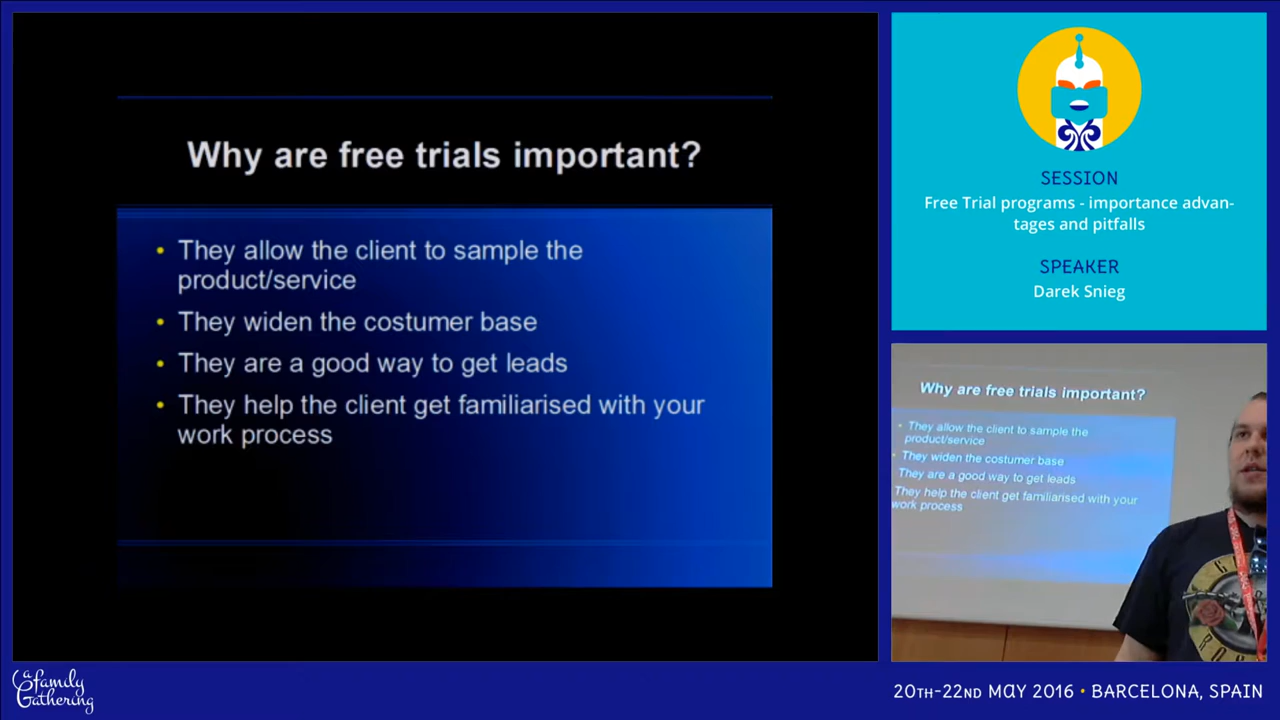 Why are free trials important?
• They allow the client to sample the
product/service
• They widen the costumer base
• They are a good way to get leads
• They help the client get familiarised with your
work process
SESSION
Free Trial programs - importance advan-
tages and pitfalls
SPEAKER
Darek Snieg
Why are free trials important?
• They allow the client to sample the
product/service
• They widen the costumer base
They are a good way to get leads
They help the client get familiarised with your
work process
a family
Gathering
20TH-22ND MAY 2016 • BARCELONA, SPAIN